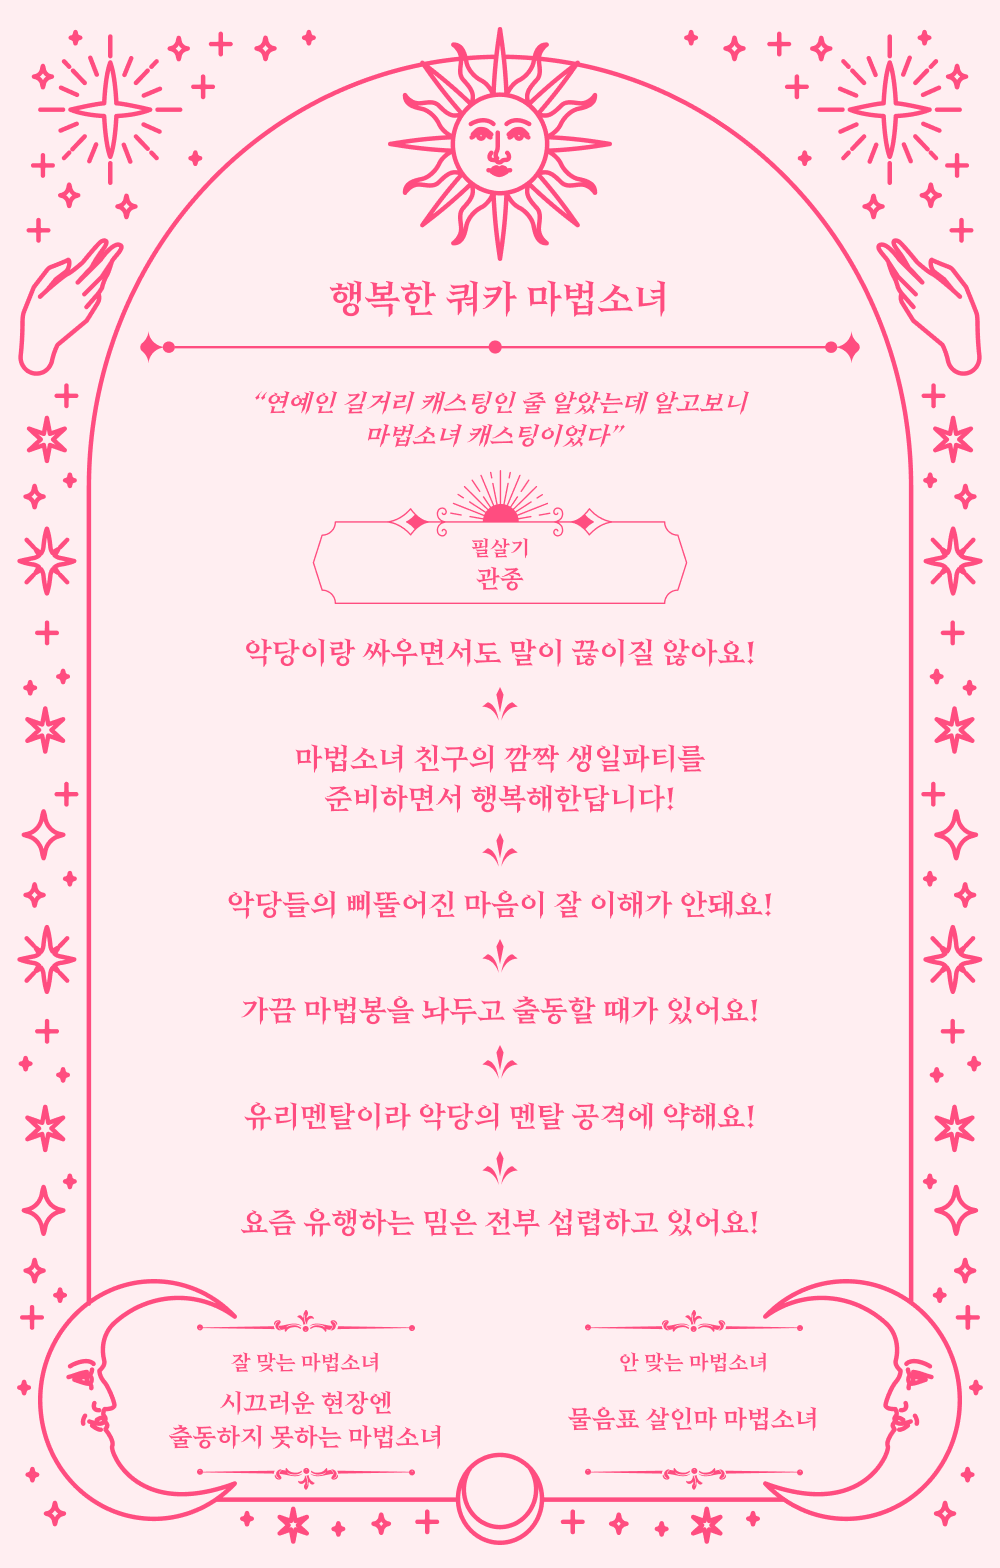 행복한 쿼카 마법소녀
“연예인 길거리 캐스팅인 줄 알았는데 알고보니
마법소녀 캐스팅이었다”
필살기
관종
악당이랑 싸우면서도 말이 끊이질 않아요!
마법소녀 친구의 깜짝 생일파티를
준비하면서 행복해한답니다!
악당들의 삐뚤어진 마음이 잘 이해가 안돼요!
가끔 마법봉을 놔두고 출동할 때가 있어요!
유리멘탈이라 악당의 멘탈 공격에 약해요!
요즘 유행하는 밈은 전부 섭렵하고 있어요!
잘 맞는 마법소녀
시끄러운 현장엔
출동하지 못하는 마법소녀
안 맞는 마법소녀
물음표 살인마 마법소녀